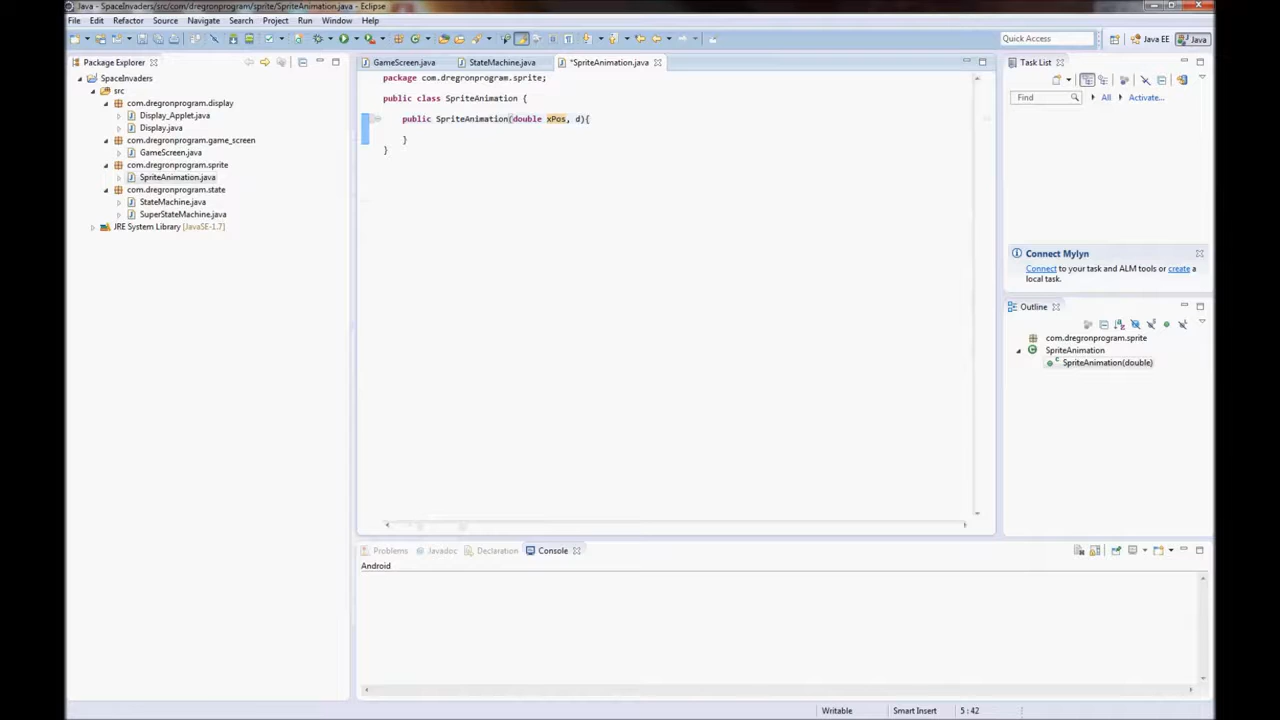 Java - SpaceInvaders/src/com/dregronprogram/sprite/SpriteAnimation.java - Eclipse
File Edit Refactor Source Navigate Search Project Run Window Help
Quick Access
Java EE
Java
Package Explorer
SpaceInvaders
src
com.dregronprogram.display
Display_Applet.java
Display.java
com.dregronprogram.game_screen
GameScreen.java
com.dregronprogram.sprite
SpriteAnimation.java
com.dregronprogram.state
StateMachine.java
SuperStateMachine.java
JRE System Library [JavaSE-1.7]
GameScreen.java StateMachine.java *SpriteAnimation.java
package com.dregronprogram.sprite;
public class SpriteAnimation {
public SpriteAnimation(double xPos, d){
}
}
Task List
Find All Activate...
Connect Mylyn
Connect to your task and ALM tools or create a
local task.
Outline
com.dregronprogram.sprite
SpriteAnimation
SpriteAnimation(double)
Problems Javadoc Declaration Console
Android
Writable Smart Insert 5 : 42